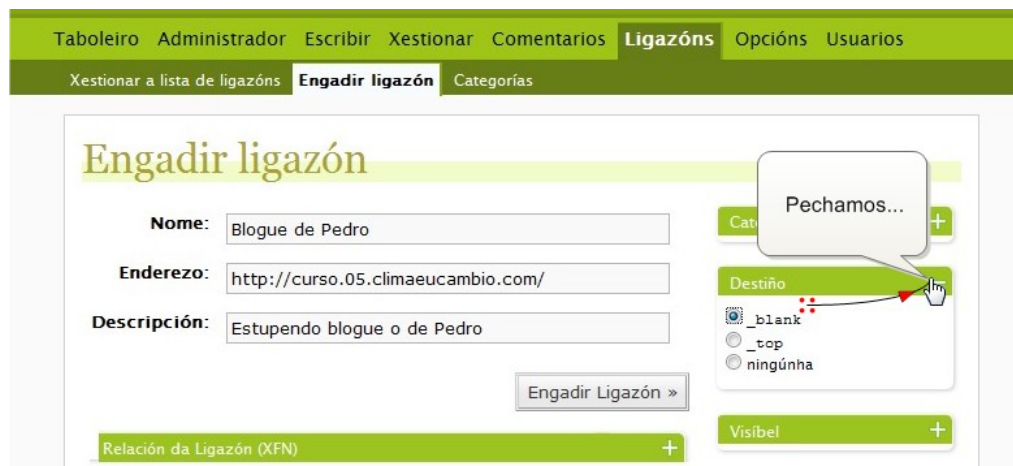 Taboleiro Administrador Escribir Xestionar Comentarios Ligazóns Opcións Usuarios
Xestionar a lista de ligazóns Engadir ligazón Categorías
Engadir ligazón
Pechamos...
Nome: Blogue de Pedro
Enderezo: http://curso.05.climaeucambio.com/
Descripción: Estupendo blogue o de Pedro
Engadir Ligazón »
Relación da Ligazón (XFN) +
+
Destiño
_blank
_top
ningúnha
Visíbel +